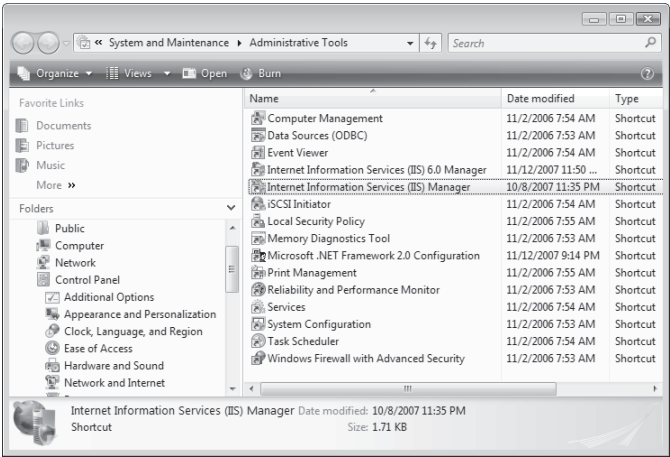 « System and Maintenance ▸ Administrative Tools
Search
Organize Views Open Burn
Favorite Links
Documents
Pictures
Music
More »
Folders
Public
Computer
Network
Control Panel
Additional Options
Appearance and Personalization
Clock, Language, and Region
Ease of Access
Hardware and Sound
Network and Internet
Name Date modified Type
Computer Management 11/2/2006 7:54 AM Shortcut
Data Sources (ODBC) 11/2/2006 7:53 AM Shortcut
Event Viewer 11/2/2006 7:54 AM Shortcut
Internet Information Services (IIS) 6.0 Manager 11/12/2007 11:50 ... Shortcut
Internet Information Services (IIS) Manager 10/8/2007 11:35 PM Shortcut
iSCSI Initiator 11/2/2006 7:54 AM Shortcut
Local Security Policy 11/2/2006 7:55 AM Shortcut
Memory Diagnostics Tool 11/2/2006 7:53 AM Shortcut
Microsoft .NET Framework 2.0 Configuration 11/12/2007 9:14 PM Shortcut
Print Management 11/2/2006 7:55 AM Shortcut
Reliability and Performance Monitor 11/2/2006 7:53 AM Shortcut
Services 11/2/2006 7:54 AM Shortcut
System Configuration 11/2/2006 7:53 AM Shortcut
Task Scheduler 11/2/2006 7:54 AM Shortcut
Windows Firewall with Advanced Security 11/2/2006 7:53 AM Shortcut
Internet Information Services (IIS) Manager Date modified: 10/8/2007 11:35 PM
Shortcut Size: 1.71 KB